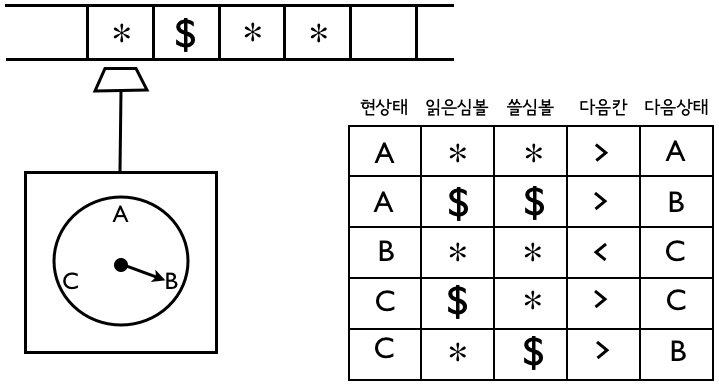 * $ * *
현상태 읽은심볼 쓸심볼 다음칸 다음상태
A * * > A
A $ $ > B
B * * < C
C $ * > C
C * $ > B
A
C B